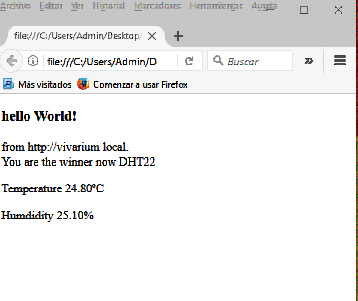 Archivo Editar Ver Historial Marcadores Herramientas Ayuda
file:///C:/Users/Admin/Desktop/
file:///C:/Users/Admin/D
Buscar
Más visitados Comenzar a usar Firefox
hello World!
from http://vivarium.local.
You are the winner now DHT22
Temperature 24.80°C
Humdidity 25.10%